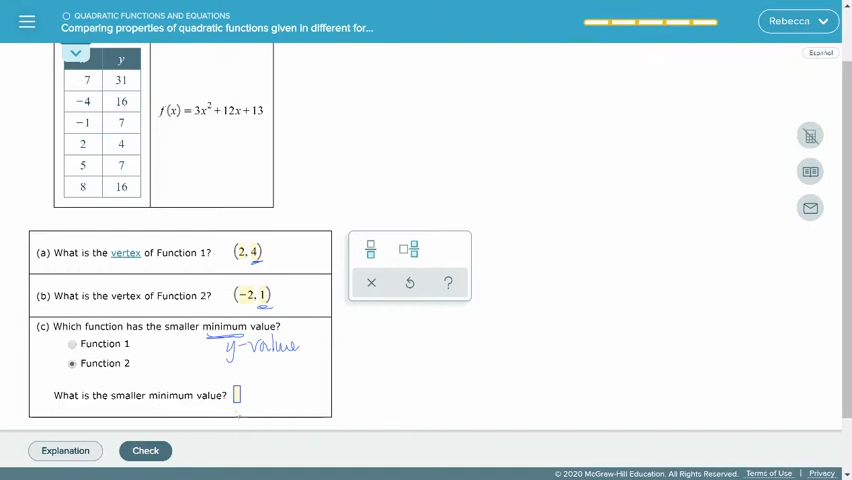 QUADRATIC FUNCTIONS AND EQUATIONS
Comparing properties of quadratic functions given in different for...
Rebecca
Español
y
7 31
−4 16
−1 7
2 4
5 7
8 16
f(x) = 3x² + 12x + 13
(a) What is the vertex of Function 1? (2, 4)
(b) What is the vertex of Function 2? (−2, 1)
(c) Which function has the smaller minimum value?
y-value
Function 1
Function 2
What is the smaller minimum value?
?
Explanation
Check
© 2020 McGraw-Hill Education. All Rights Reserved. Terms of Use | Privacy